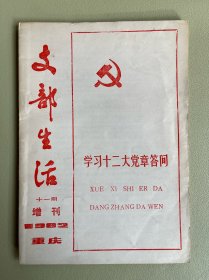 支部生活
十一期
增刊
1982
重庆
学习十二大党章答问
XUE XI SHI ER DA
DANG ZHANG DA WEN